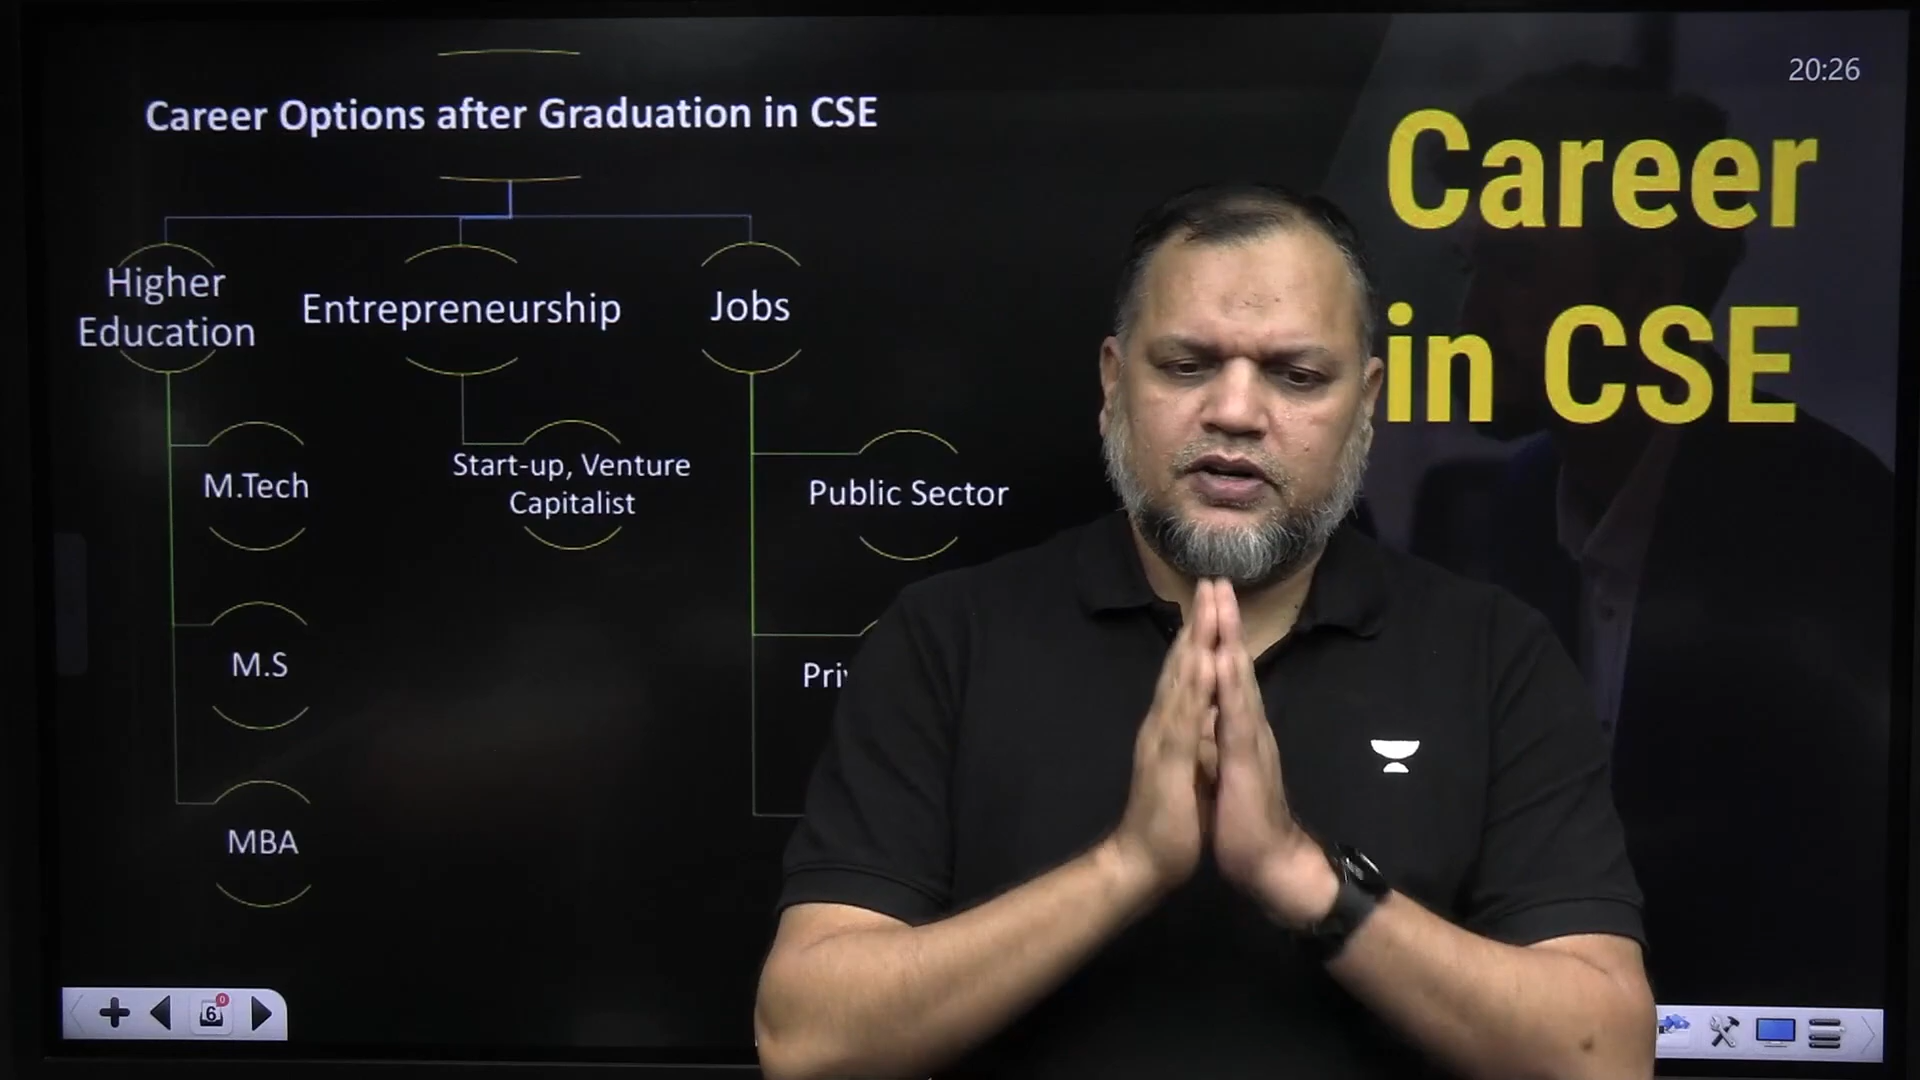 20:26
Career Options after Graduation in CSE
Career
in CSE
Higher
Education
Entrepreneurship
Jobs
M.Tech
Start-up, Venture
Capitalist
Public Sector
M.S
MBA
6
0